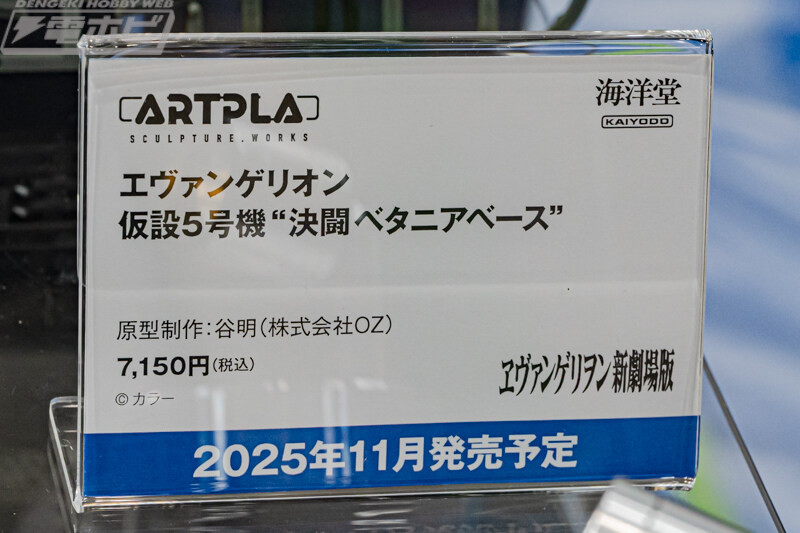 DENGEKI HOBBY WEB
電ホビ
ARTPLA
SCULPTURE.WORKS
海洋堂
KAIYODO
エヴァンゲリオン
仮設5号機“決闘 ベタニアベース”
原型制作:谷明(株式会社OZ)
7,150円(税込)
©カラー
ヱヴァンゲリヲン新劇場版
2025年11月発売予定